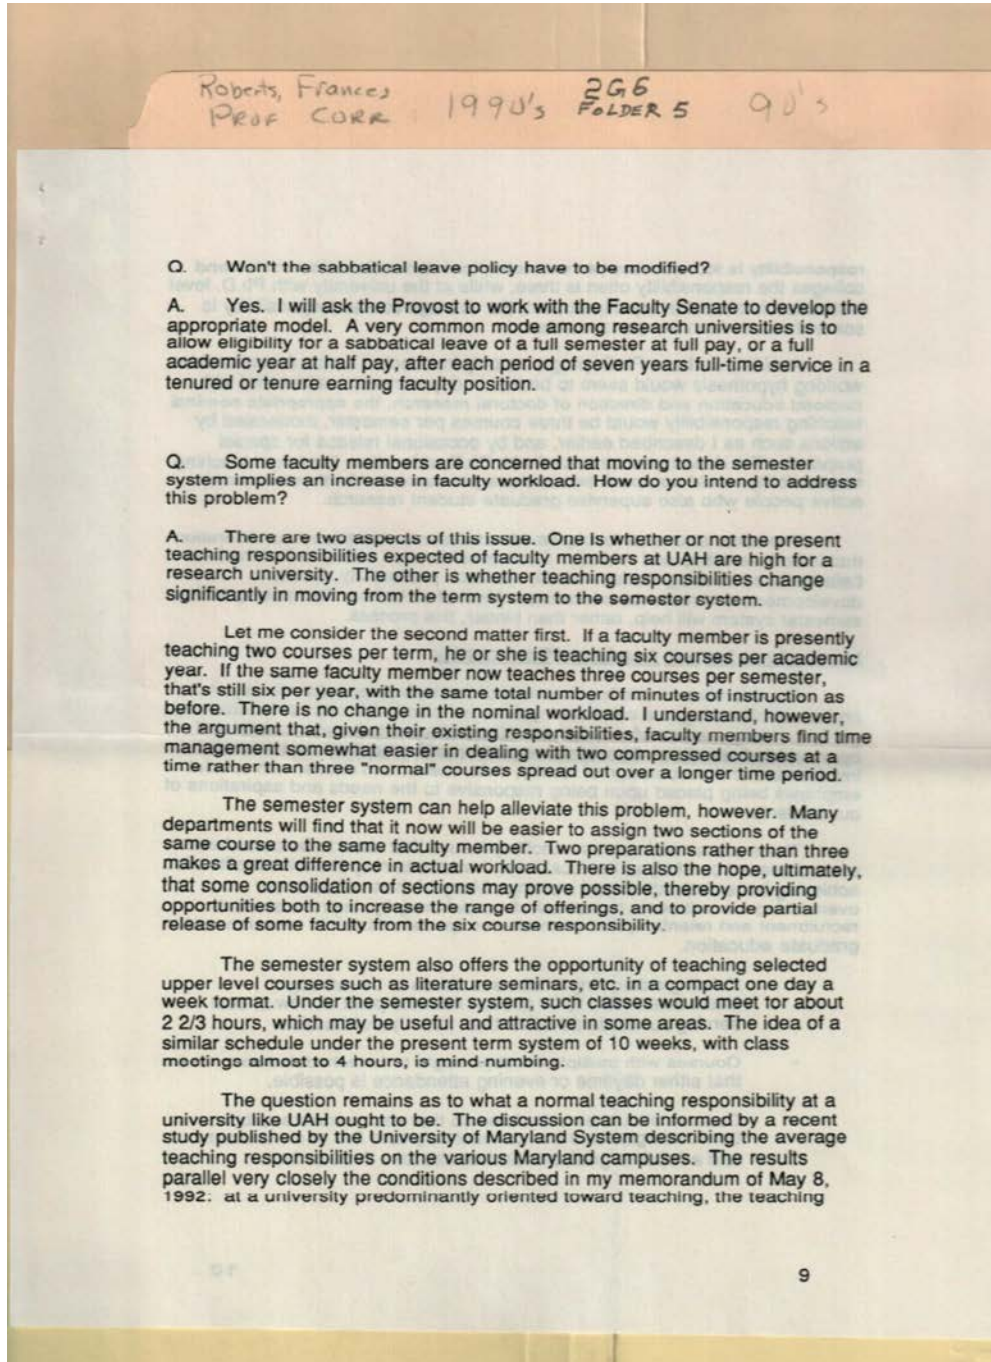 Roberts, Frances 1990's 2G6 90's
PROF CORR FOLDER 5
Q. Won't the sabbatical leave policy have to be modified?
A. Yes. I will ask the Provost to work with the Faculty Senate to develop the
appropriate model. A very common mode among research universities is to
allow eligibility for a sabbatical leave of a full semester at full pay, or a full
academic year at half pay, after each period of seven years full-time service in a
tenured or tenure earning faculty position.
Q. Some faculty members are concerned that moving to the semester
system implies an increase in faculty workload. How do you intend to address
this problem?
A. There are two aspects of this issue. One is whether or not the present
teaching responsibilities expected of faculty members at UAH are high for a
research university. The other is whether teaching responsibilities change
significantly in moving from the term system to the semester system.
Let me consider the second matter first. If a faculty member is presently
teaching two courses per term, he or she is teaching six courses per academic
year. If the same faculty member now teaches three courses per semester,
that's still six per year, with the same total number of minutes of instruction as
before. There is no change in the nominal workload. I understand, however,
the argument that, given their existing responsibilities, faculty members find time
management somewhat easier in dealing with two compressed courses at a
time rather than three "normal" courses spread out over a longer time period.
The semester system can help alleviate this problem, however. Many
departments will find that it now will be easier to assign two sections of the
same course to the same faculty member. Two preparations rather than three
makes a great difference in actual workload. There is also the hope, ultimately,
that some consolidation of sections may prove possible, thereby providing
opportunities both to increase the range of offerings, and to provide partial
release of some faculty from the six course responsibility.
The semester system also offers the opportunity of teaching selected
upper level courses such as literature seminars, etc. in a compact one day a
week format. Under the semester system, such classes would meet for about
2 2/3 hours, which may be useful and attractive in some areas. The idea of a
similar schedule under the present term system of 10 weeks, with class
meetings almost to 4 hours, is mind-numbing.
The question remains as to what a normal teaching responsibility at a
university like UAH ought to be. The discussion can be informed by a recent
study published by the University of Maryland System describing the average
teaching responsibilities on the various Maryland campuses. The results
parallel very closely the conditions described in my memorandum of May 8,
1992: at a university predominantly oriented toward teaching, the teaching
9